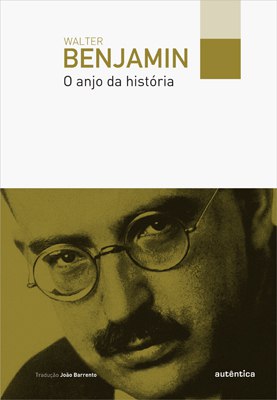 WALTER
BENJAMIN
O anjo da história
Tradução João Barrento
autêntica